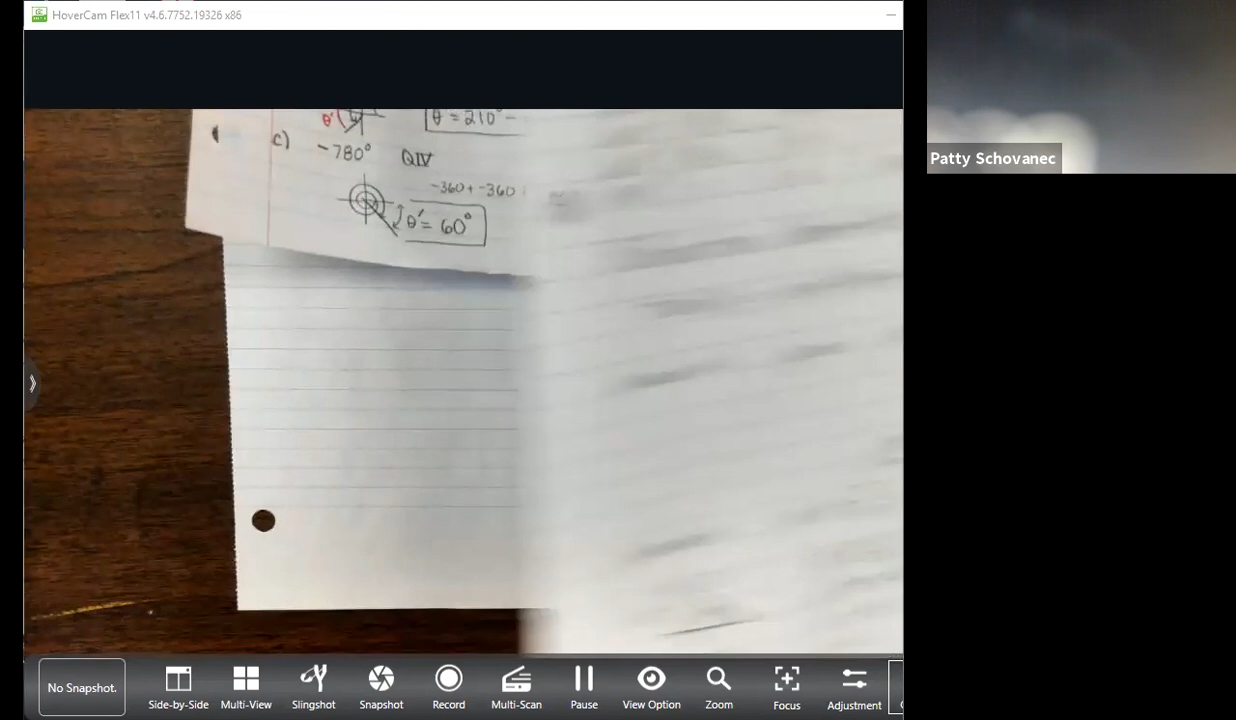 HoverCam Flex11 v4.6.7752.19326 x86
Patty Schovanec
θ'
θ = 210°-
c) -780° QIV
-360 + -360
θ' = 60°
No Snapshot.
Side-by-Side Multi-View Slingshot Snapshot Record Multi-Scan Pause View Option Zoom Focus Adjustment